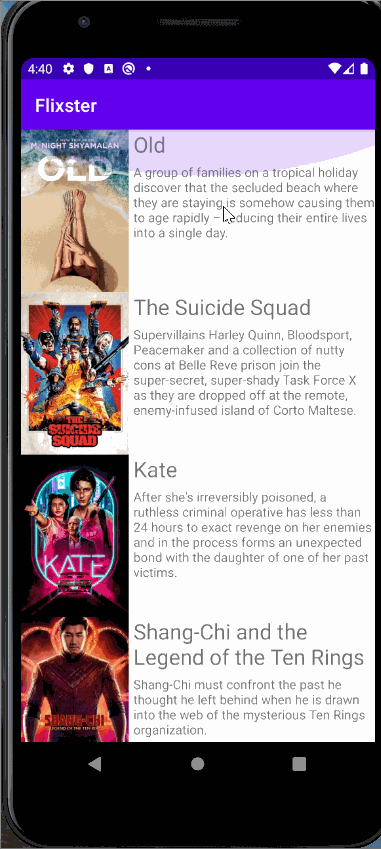 4:40
Flixster
M. NIGHT SHYAMALAN
OLD
Old
A group of families on a tropical holiday
discover that the secluded beach where
they are staying is somehow causing them
to age rapidly – reducing their entire lives
into a single day.
THE SUICIDE SQUAD
The Suicide Squad
Supervillains Harley Quinn, Bloodsport,
Peacemaker and a collection of nutty
cons at Belle Reve prison join the
super-secret, super-shady Task Force X
as they are dropped off at the remote,
enemy-infused island of Corto Maltese.
KATE
Kate
After she's irreversibly poisoned, a
ruthless criminal operative has less than
24 hours to exact revenge on her enemies
and in the process forms an unexpected
bond with the daughter of one of her past
victims.
SHANG-CHI
Shang-Chi and the
Legend of the Ten Rings
Shang-Chi must confront the past he
thought he left behind when he is drawn
into the web of the mysterious Ten Rings
organization.